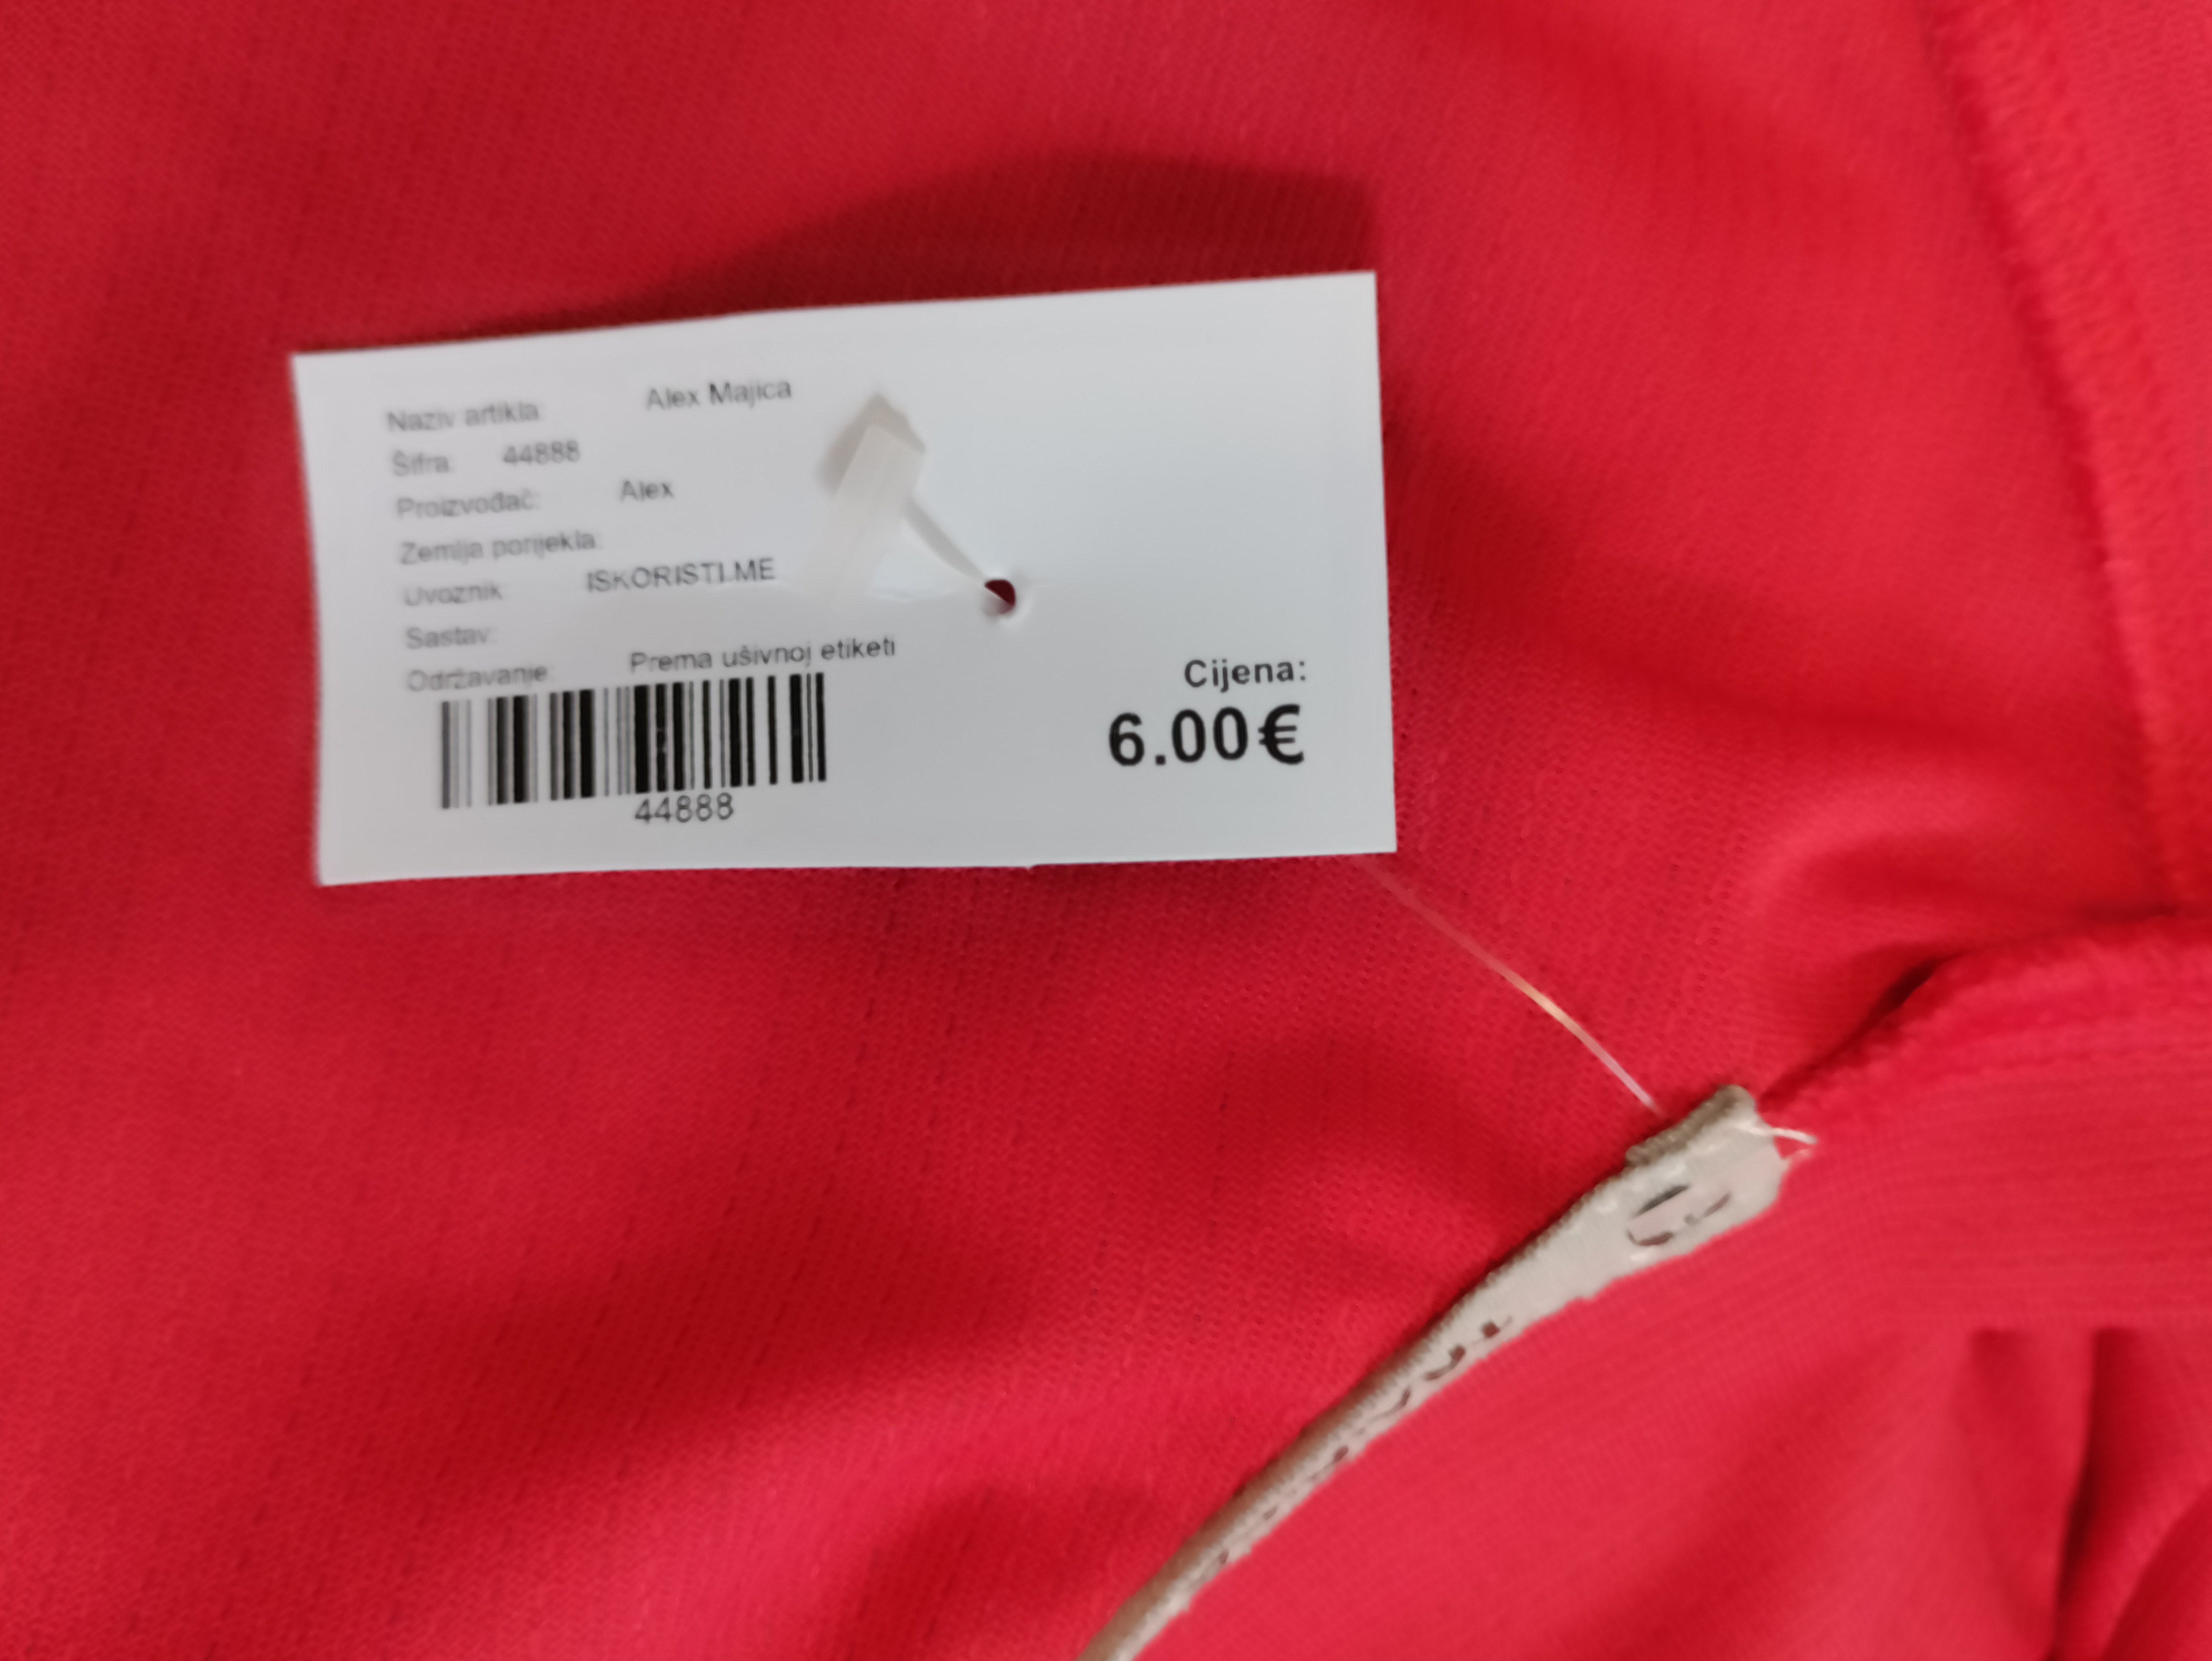 Naziv artikla: Alex Majica
Šifra: 44888
Proizvođač: Alex
Zemlja porijekla:
Uvoznik: ISKORISTI.ME
Sastav:
Održavanje: Prema ušivnoj etiketi
44888
Cijena:
6.00€